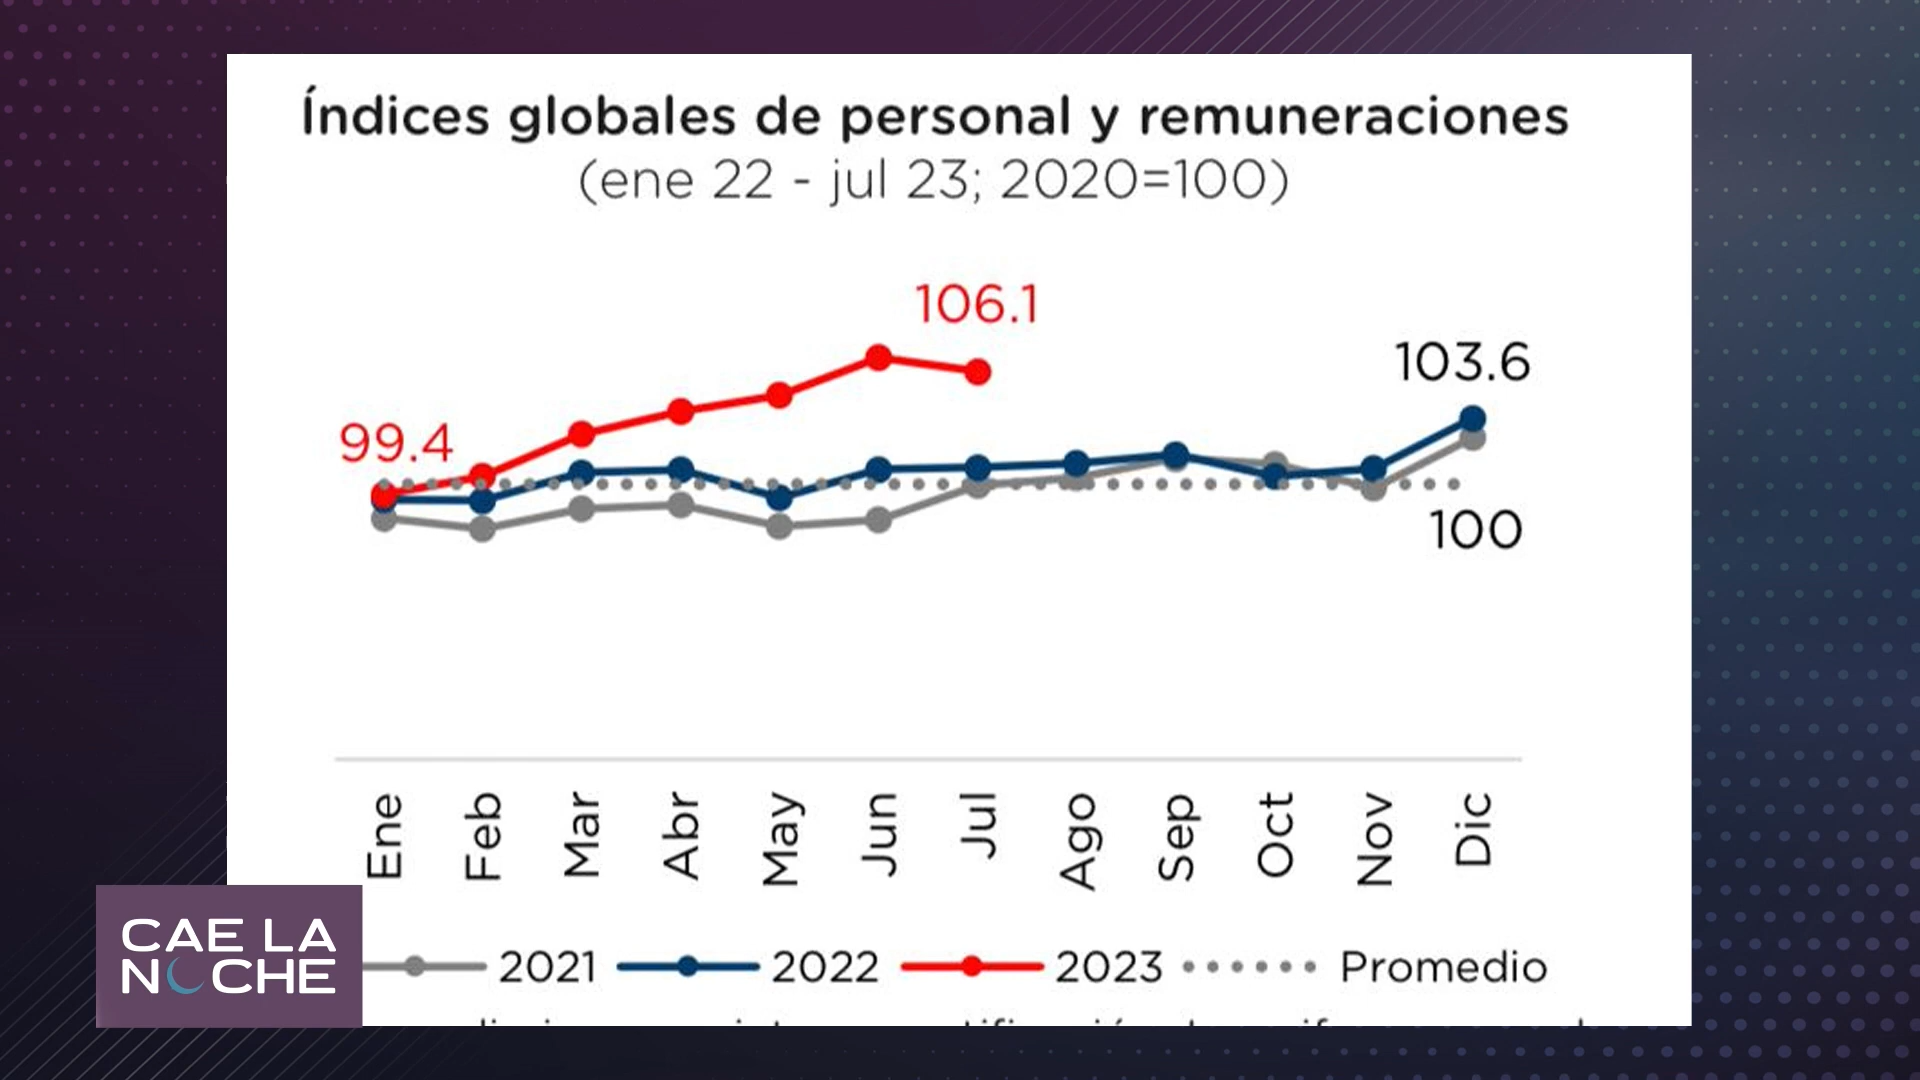 Índices globales de personal y remuneraciones
(ene 22 - jul 23; 2020=100)
106.1
103.6
99.4
100
Ene Feb Mar Abr May Jun Jul Ago Sep Oct Nov Dic
2021 2022 2023 Promedio
CAE LA
NOCHE